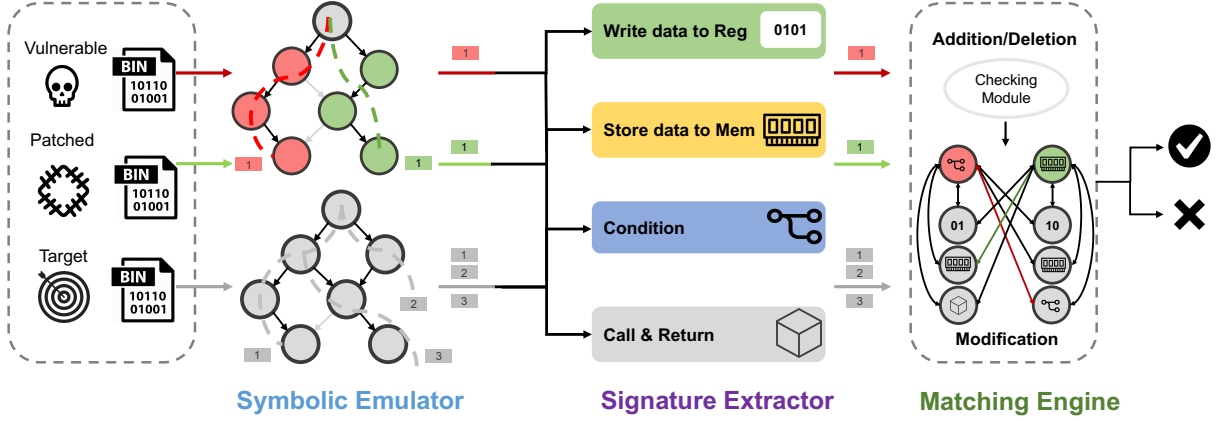 Vulnerable
BIN
10110
01001
Patched
BIN
10110
01001
Target
BIN
10110
01001
1
1
1
2
3
Symbolic Emulator
1
1
1
2
3
Write data to Reg
0101
Store data to Mem
Condition
Call & Return
Signature Extractor
1
1
1
2
3
Addition/Deletion
Checking
Module
01
10
Modification
Matching Engine